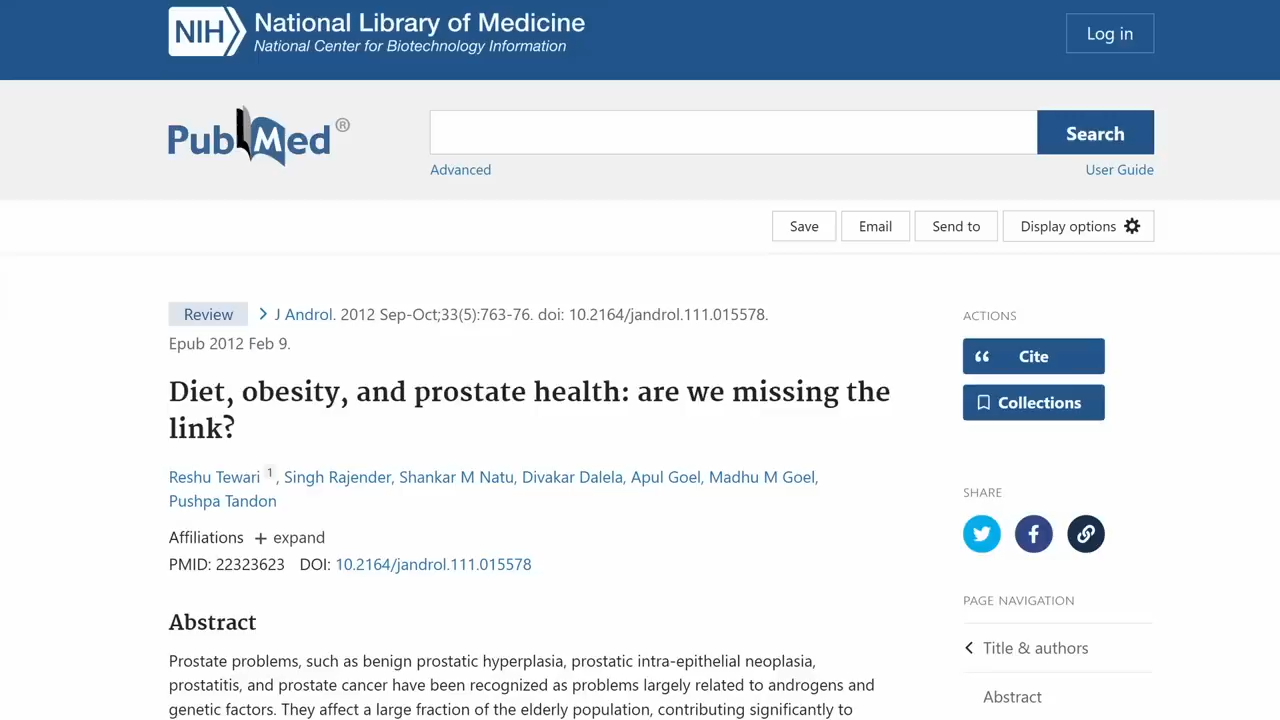 NIH National Library of Medicine
National Center for Biotechnology Information
Log in
PubMed®
Search
Advanced
User Guide
Save
Email
Send to
Display options
Review
J Androl. 2012 Sep-Oct;33(5):763-76. doi: 10.2164/jandrol.111.015578.
Epub 2012 Feb 9.
Diet, obesity, and prostate health: are we missing the
link?
Reshu Tewari 1, Singh Rajender, Shankar M Natu, Divakar Dalela, Apul Goel, Madhu M Goel,
Pushpa Tandon
Affiliations + expand
PMID: 22323623 DOI: 10.2164/jandrol.111.015578
Abstract
Prostate problems, such as benign prostatic hyperplasia, prostatic intra-epithelial neoplasia,
prostatitis, and prostate cancer have been recognized as problems largely related to androgens and
genetic factors. They affect a large fraction of the elderly population, contributing significantly to
ACTIONS
Cite
Collections
SHARE
PAGE NAVIGATION
Title & authors
Abstract